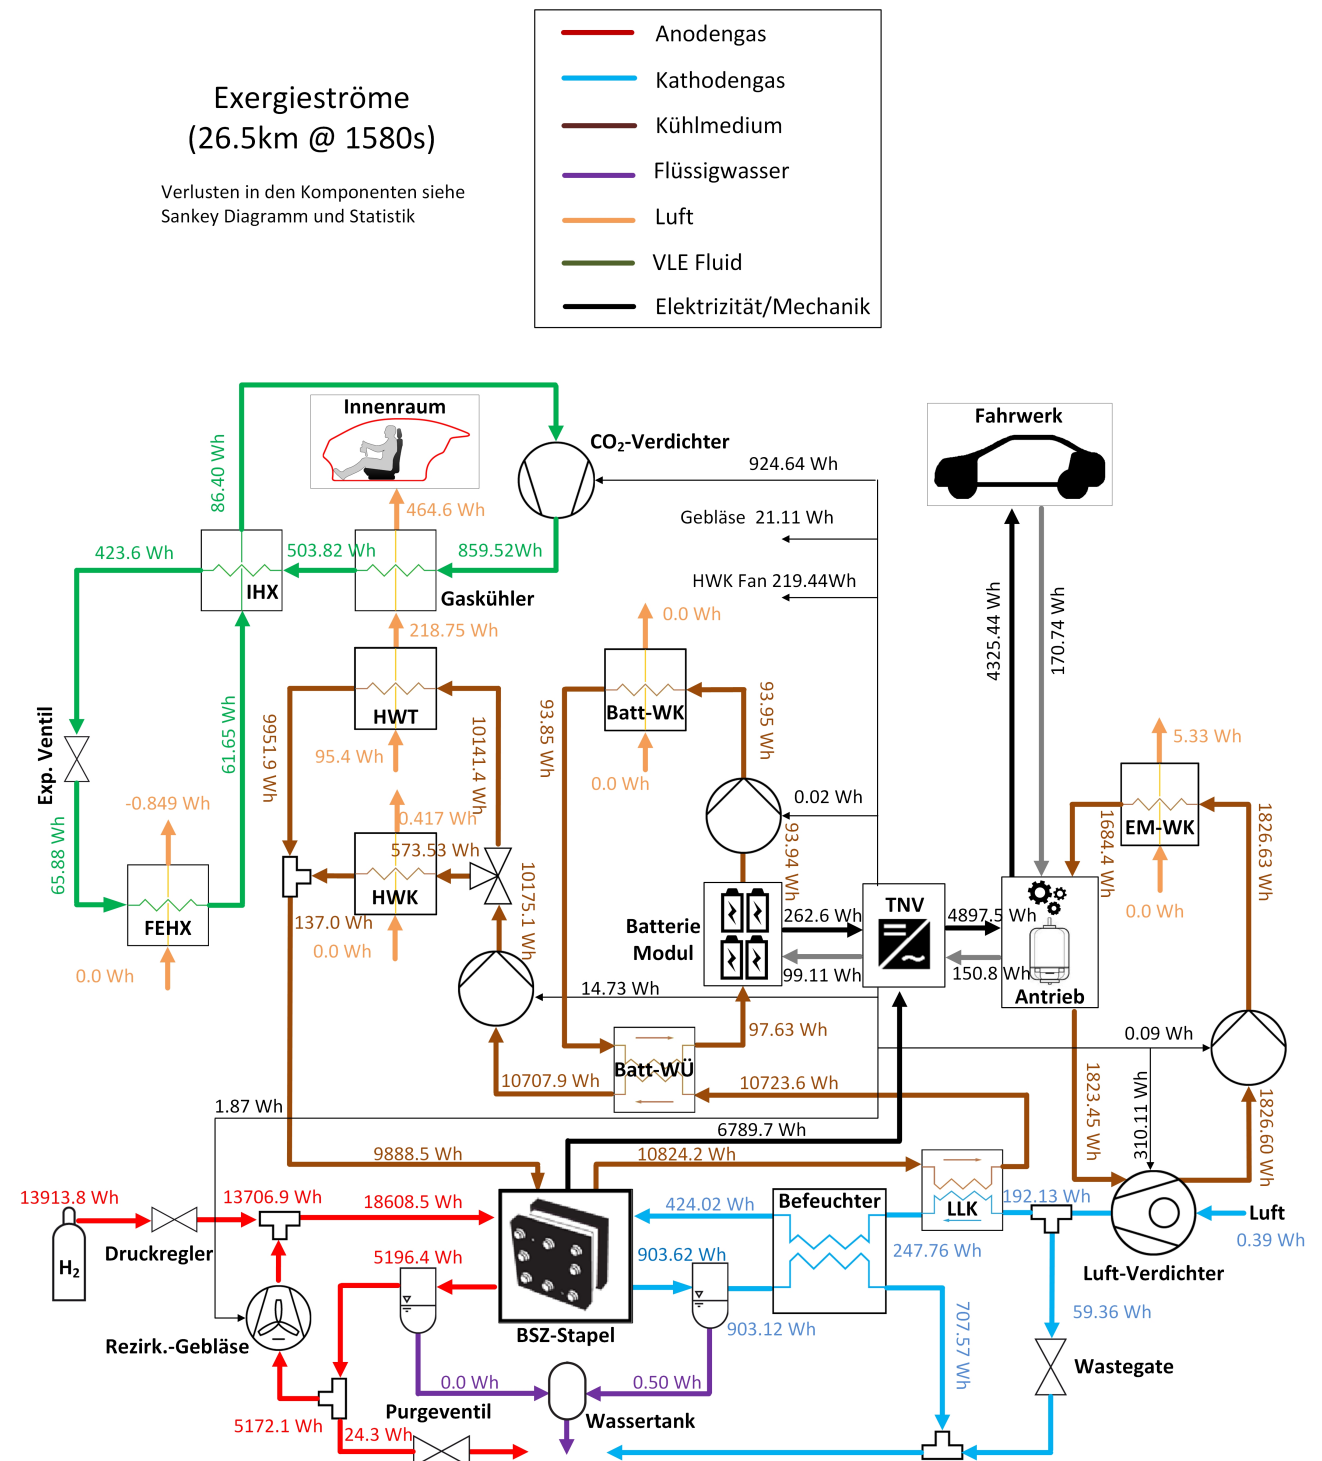 Anodengas
Kathodengas
Kühlmedium
Flüssigwasser
Luft
VLE Fluid
Elektrizität/Mechanik
Exergieströme
(26.5km @ 1580s)
Verlusten in den Komponenten siehe
Sankey Diagramm und Statistik
Innenraum
Fahrwerk
CO₂-Verdichter
924.64 Wh
86.40 Wh
464.6 Wh
Gebläse 21.11 Wh
423.6 Wh
503.82 Wh
859.52Wh
IHX
Gaskühler
HWK Fan 219.44Wh
0.0 Wh
218.75 Wh
4325.44 Wh
170.74 Wh
Exp. Ventil
61.65 Wh
9951.9 Wh
HWT
10141.4 Wh
93.85 Wh
Batt-WK
93.95 Wh
95.4 Wh
0.0 Wh
5.33 Wh
-0.849 Wh
0.417 Wh
0.02 Wh
1684.4 Wh
EM-WK
1826.63 Wh
65.88 Wh
573.53 Wh
93.94 Wh
HWK
10175.1 Wh
FEHX
137.0 Wh
0.0 Wh
Batterie
Modul
262.6 Wh
TNV
4897.5 Wh
0.0 Wh
0.0 Wh
99.11 Wh
150.8 Wh
Antrieb
14.73 Wh
97.63 Wh
0.09 Wh
Batt-WÜ
10707.9 Wh
10723.6 Wh
1.87 Wh
6789.7 Wh
1823.45 Wh
310.11 Wh
1826.60 Wh
9888.5 Wh
10824.2 Wh
13913.8 Wh
13706.9 Wh
18608.5 Wh
424.02 Wh
Befeuchter
LLK
192.13 Wh
Luft
0.39 Wh
Druckregler
H₂
5196.4 Wh
903.62 Wh
247.76 Wh
Luft-Verdichter
59.36 Wh
Rezirk.-Gebläse
BSZ-Stapel
903.12 Wh
707.57 Wh
Wastegate
0.0 Wh
0.50 Wh
Purgeventil
Wassertank
5172.1 Wh
24.3 Wh